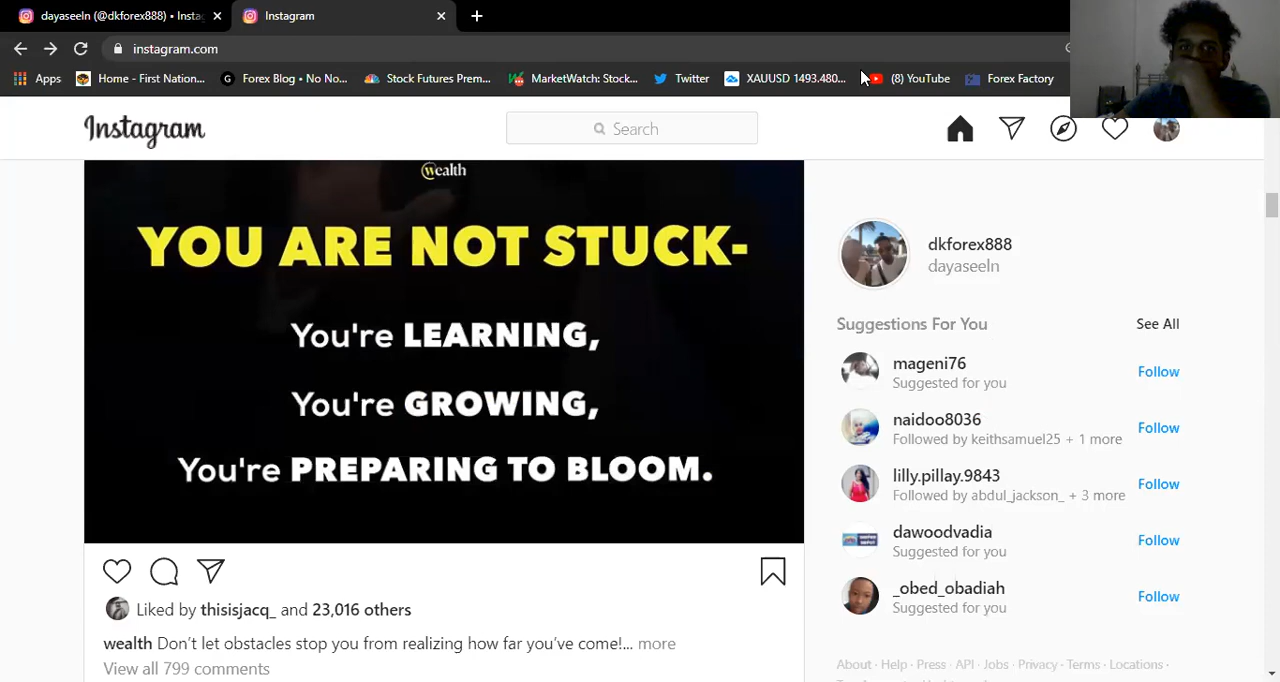 dayaseeln (@dkforex888) • Insta
Instagram
instagram.com
Apps
Home - First Nation...
Forex Blog • No No...
Stock Futures Prem...
MarketWatch: Stock...
Twitter
XAUUSD 1493.480...
(8) YouTube
Forex Factory
Instagram
Search
wealth
YOU ARE NOT STUCK-
You're LEARNING,
You're GROWING,
You're PREPARING TO BLOOM.
Liked by thisisjacq_ and 23,016 others
wealth Don't let obstacles stop you from realizing how far you've come!... more
View all 799 comments
dkforex888
dayaseeln
Suggestions For You
See All
mageni76
Suggested for you
Follow
naidoo8036
Followed by keithsamuel25 + 1 more
Follow
lilly.pillay.9843
Followed by abdul_jackson_ + 3 more
Follow
dawoodvadia
Suggested for you
Follow
_obed_obadiah
Suggested for you
Follow
About · Help · Press · API · Jobs · Privacy · Terms · Locations ·